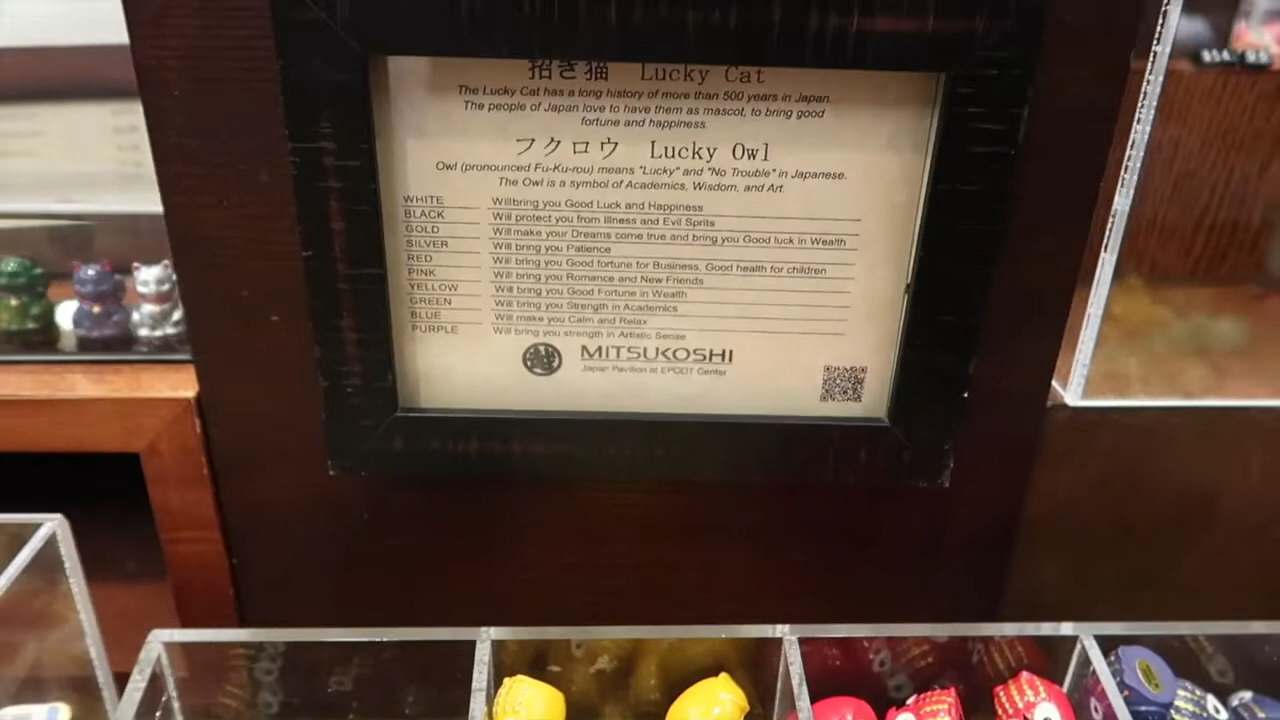 招き猫 Lucky Cat
The Lucky Cat has a long history of more than 500 years in Japan.
The people of Japan love to have them as mascot, to bring good
fortune and happiness.
フクロウ Lucky Owl
Owl (pronounced Fu-Ku-rou) means "Lucky" and "No Trouble" in Japanese.
The Owl is a symbol of Academics, Wisdom, and Art.
WHITE Willbring you Good Luck and Happiness
BLACK Will protect you from Illness and Evil Sprits
GOLD Will make your Dreams come true and bring you Good luck in Wealth
SILVER Will bring you Patience
RED Will bring you Good fortune for Business, Good health for children
PINK Will bring you Romance and New Friends
YELLOW Will bring you Good Fortune in Wealth
GREEN Will bring you Strength in Academics
BLUE Will make you Calm and Relax
PURPLE Will bring you strength in Artistic Sense
MITSUKOSHI
Japan Pavilion at EPCOT Center